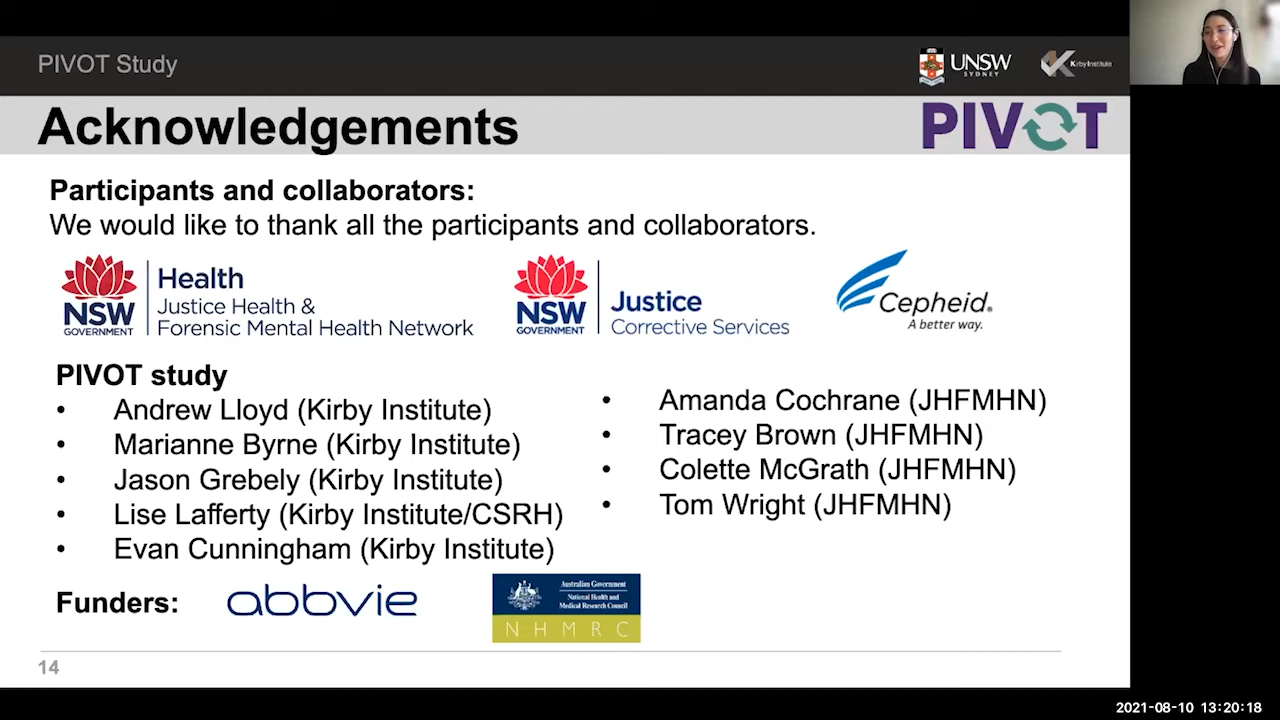 PIVOT Study
UNSW
SYDNEY
Kirby Institute
Acknowledgements
PIVOT
Participants and collaborators:
We would like to thank all the participants and collaborators.
NSW
GOVERNMENT
Health
Justice Health &
Forensic Mental Health Network
NSW
GOVERNMENT
Justice
Corrective Services
Cepheid®
A better way.
PIVOT study
• Andrew Lloyd (Kirby Institute)
• Marianne Byrne (Kirby Institute)
• Jason Grebely (Kirby Institute)
• Lise Lafferty (Kirby Institute/CSRH)
• Evan Cunningham (Kirby Institute)
• Amanda Cochrane (JHFMHN)
• Tracey Brown (JHFMHN)
• Colette McGrath (JHFMHN)
• Tom Wright (JHFMHN)
Funders:
abbvie
Australian Government
National Health and
Medical Research Council
NHMRC
14
2021-08-10 13:20:18